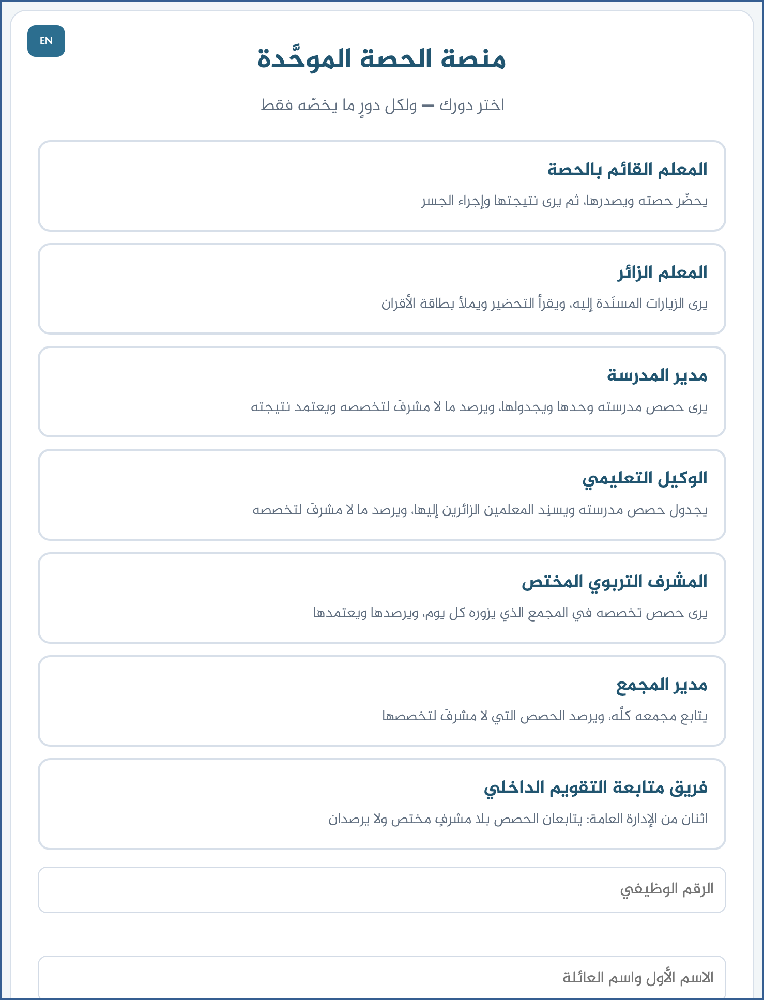 EN
منصة الحصة الموحَّدة
اختر دورك — ولكل دورٍ ما يخصّه فقط
المعلم القائم بالحصة
يحضّر حصته ويصدرها، ثم يرى نتيجتها وإجراء الجسر
المعلم الزائر
يرى الزيارات المسنَدة إليه، ويقرأ التحضير ويملأ بطاقة الأقران
مدير المدرسة
يرى حصص مدرسته وحدها ويجدولها، ويرصد ما لا مشرفَ لتخصصه ويعتمد نتيجته
الوكيل التعليمي
يجدول حصص مدرسته ويسنِد المعلمين الزائرين إليها، ويرصد ما لا مشرفَ لتخصصه
المشرف التربوي المختص
يرى حصص تخصصه في المجمع الذي يزوره كل يوم، ويرصدها ويعتمدها
مدير المجمع
يتابع مجمعه كلَّه، ويرصد الحصص التي لا مشرفَ لتخصصها
فريق متابعة التقويم الداخلي
اثنان من الإدارة العامة: يتابعان الحصص بلا مشرفٍ مختص ولا يرصدان
الرقم الوظيفي
الاسم الأول واسم العائلة